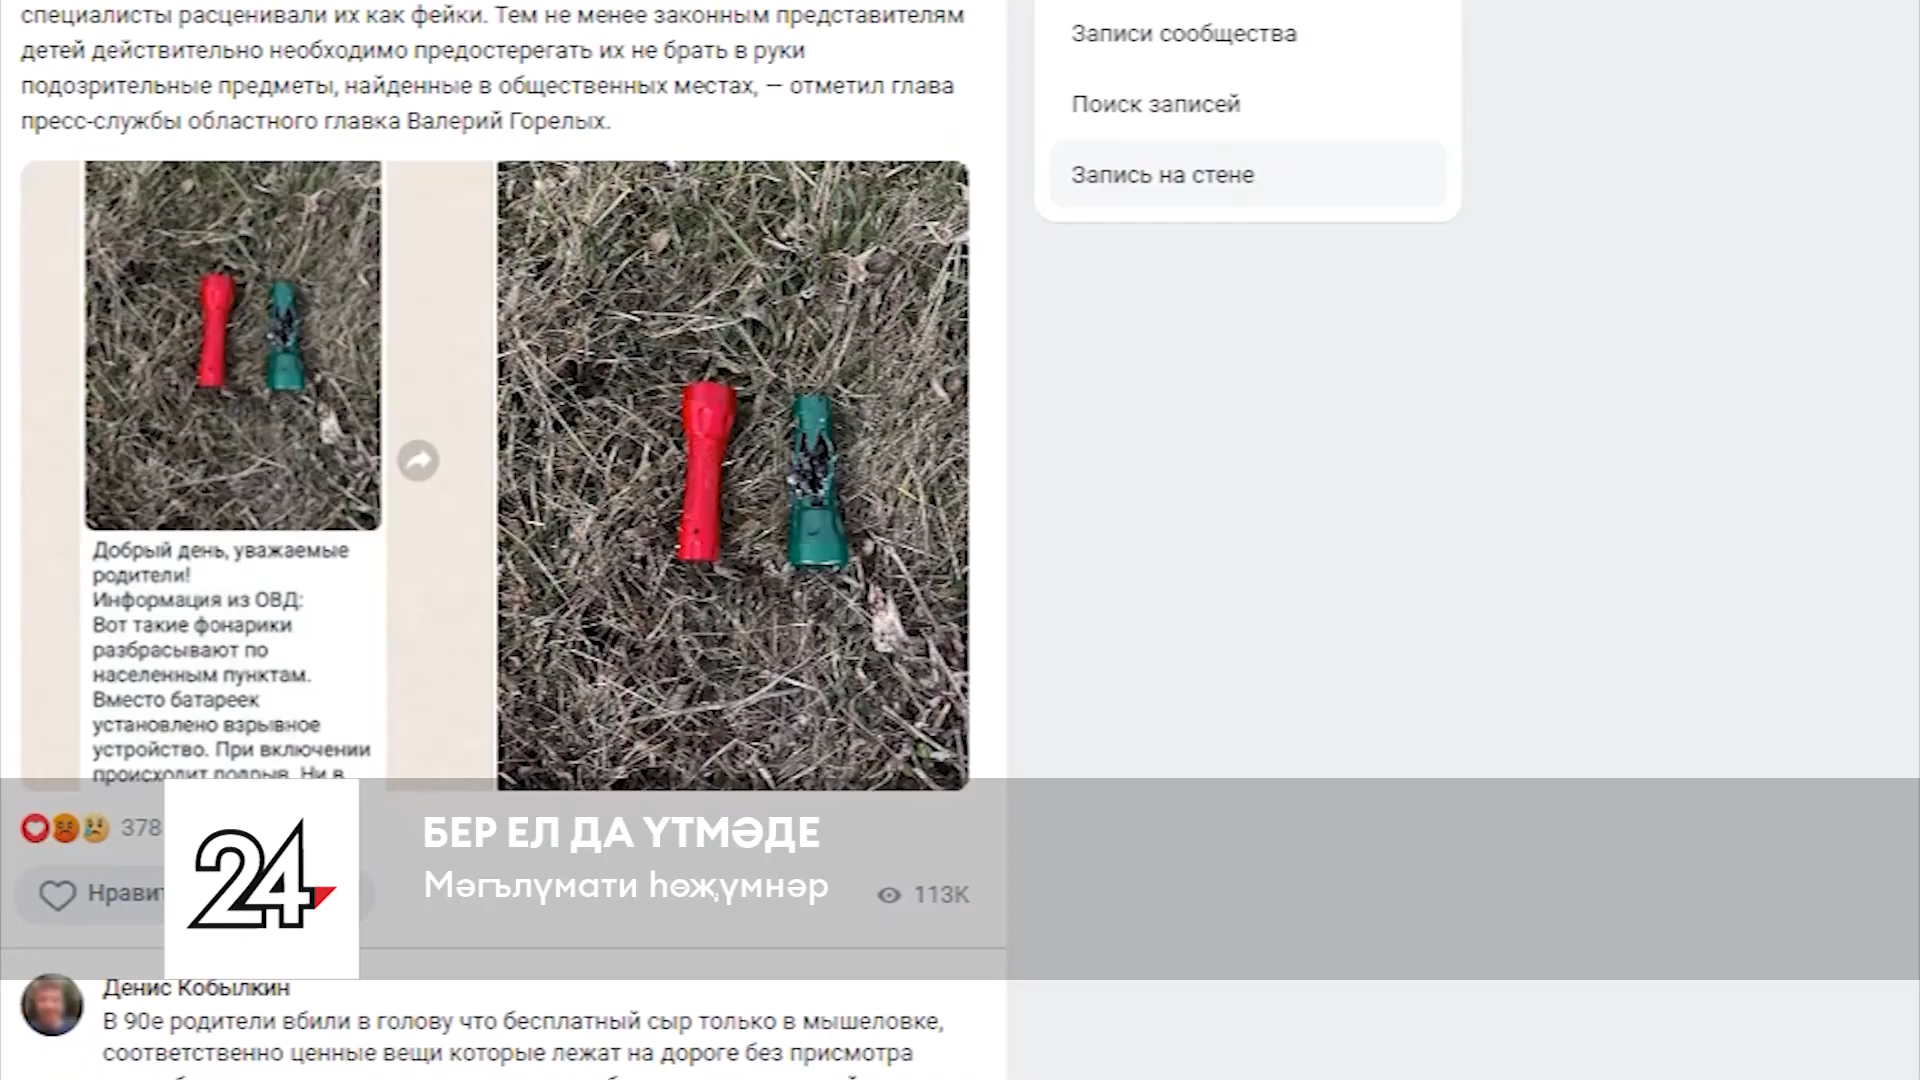 специалисты расценивали их как фейки. Тем не менее законным представителям
детей действительно необходимо предостерегать их не брать в руки
подозрительные предметы, найденные в общественных местах, — отметил глава
пресс-службы областного главка Валерий Горелых.
Добрый день, уважаемые
родители!
Информация из ОВД:
Вот такие фонарики
разбрасывают по
населенным пунктам.
Вместо батареек
установлено взрывное
устройство. При включении
происходит подрыв. Ни в
378
Нравит
113K
24
БЕР ЕЛ ДА ҮТМӘДЕ
Мәгълүмати һөҗүмнәр
Денис Кобылкин
В 90е родители вбили в голову что бесплатный сыр только в мышеловке,
соответственно ценные вещи которые лежат на дороге без присмотра
Записи сообщества
Поиск записей
Запись на стене